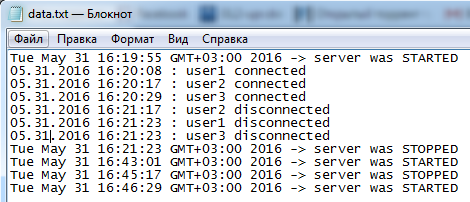 data.txt — Блокнот
Файл Правка Формат Вид Справка
Tue May 31 16:19:55 GMT+03:00 2016 -> server was STARTED
05.31.2016 16:20:08 : user1 connected
05.31.2016 16:20:17 : user2 connected
05.31.2016 16:20:29 : user3 connected
05.31.2016 16:21:17 : user2 disconnected
05.31.2016 16:21:23 : user1 disconnected
05.31.2016 16:21:23 : user3 disconnected
Tue May 31 16:21:23 GMT+03:00 2016 -> server was STOPPED
Tue May 31 16:43:01 GMT+03:00 2016 -> server was STARTED
Tue May 31 16:45:17 GMT+03:00 2016 -> server was STOPPED
Tue May 31 16:46:29 GMT+03:00 2016 -> server was STARTED